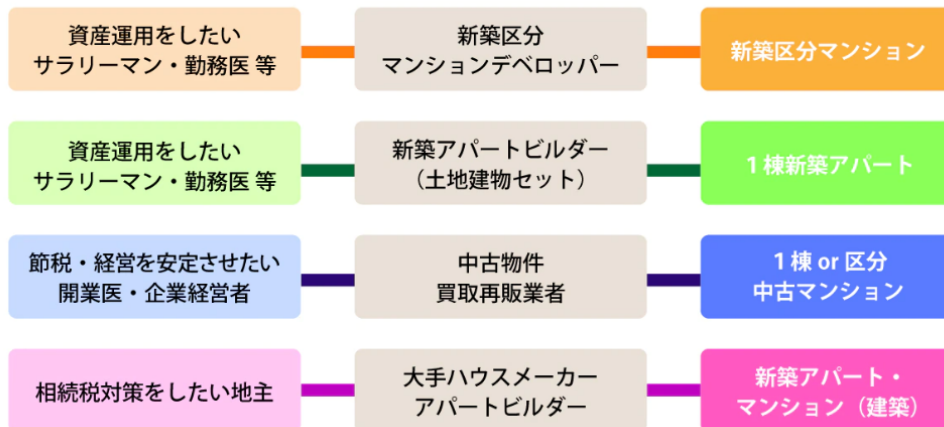 資産運用をしたい
サラリーマン・勤務医 等
新築区分
マンションデベロッパー
新築区分マンション
資産運用をしたい
サラリーマン・勤務医 等
新築アパートビルダー
（土地建物セット）
1棟新築アパート
節税・経営を安定させたい
開業医・企業経営者
中古物件
買取再販業者
1棟 or 区分
中古マンション
相続税対策をしたい地主
大手ハウスメーカー
アパートビルダー
新築アパート・
マンション（建築）